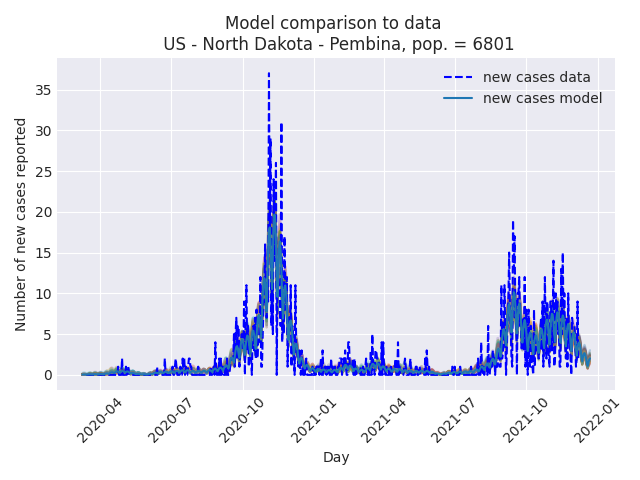 Model comparison to data
US - North Dakota - Pembina, pop. = 6801
new cases data
new cases model
Number of new cases reported
35
30
25
20
15
10
5
0
2020-04
2020-07
2020-10
2021-01
2021-04
2021-07
2021-10
2022-01
Day